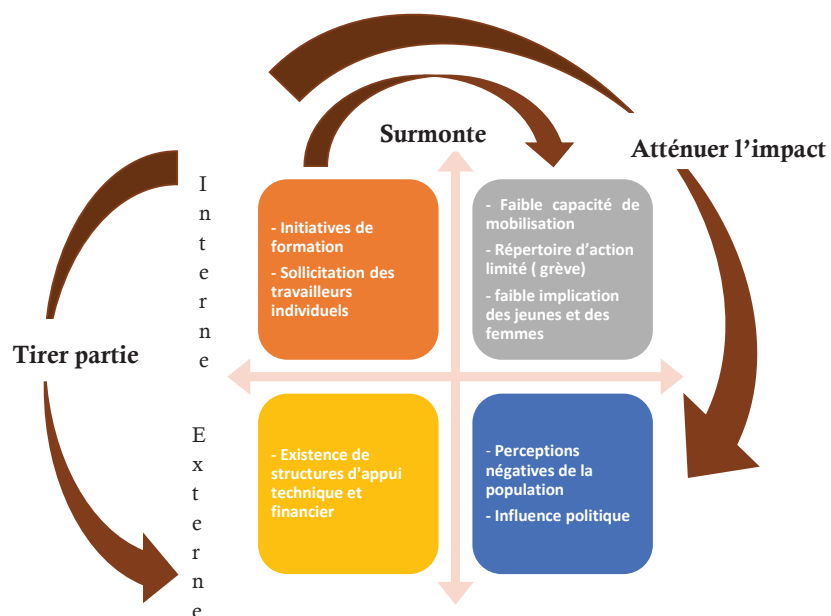 Surmonte
Atténuer l'impact
Interne
- Initiatives de
formation
- Sollicitation des
travailleurs
individuels
- Faible capacité de
mobilisation
- Répertoire d'action
limité ( grève)
- faible implication
des jeunes et des
femmes
Tirer partie
Externe
- Existence de
structures d'appui
technique et
financier
- Perceptions
négatives de la
population
- Influence politique